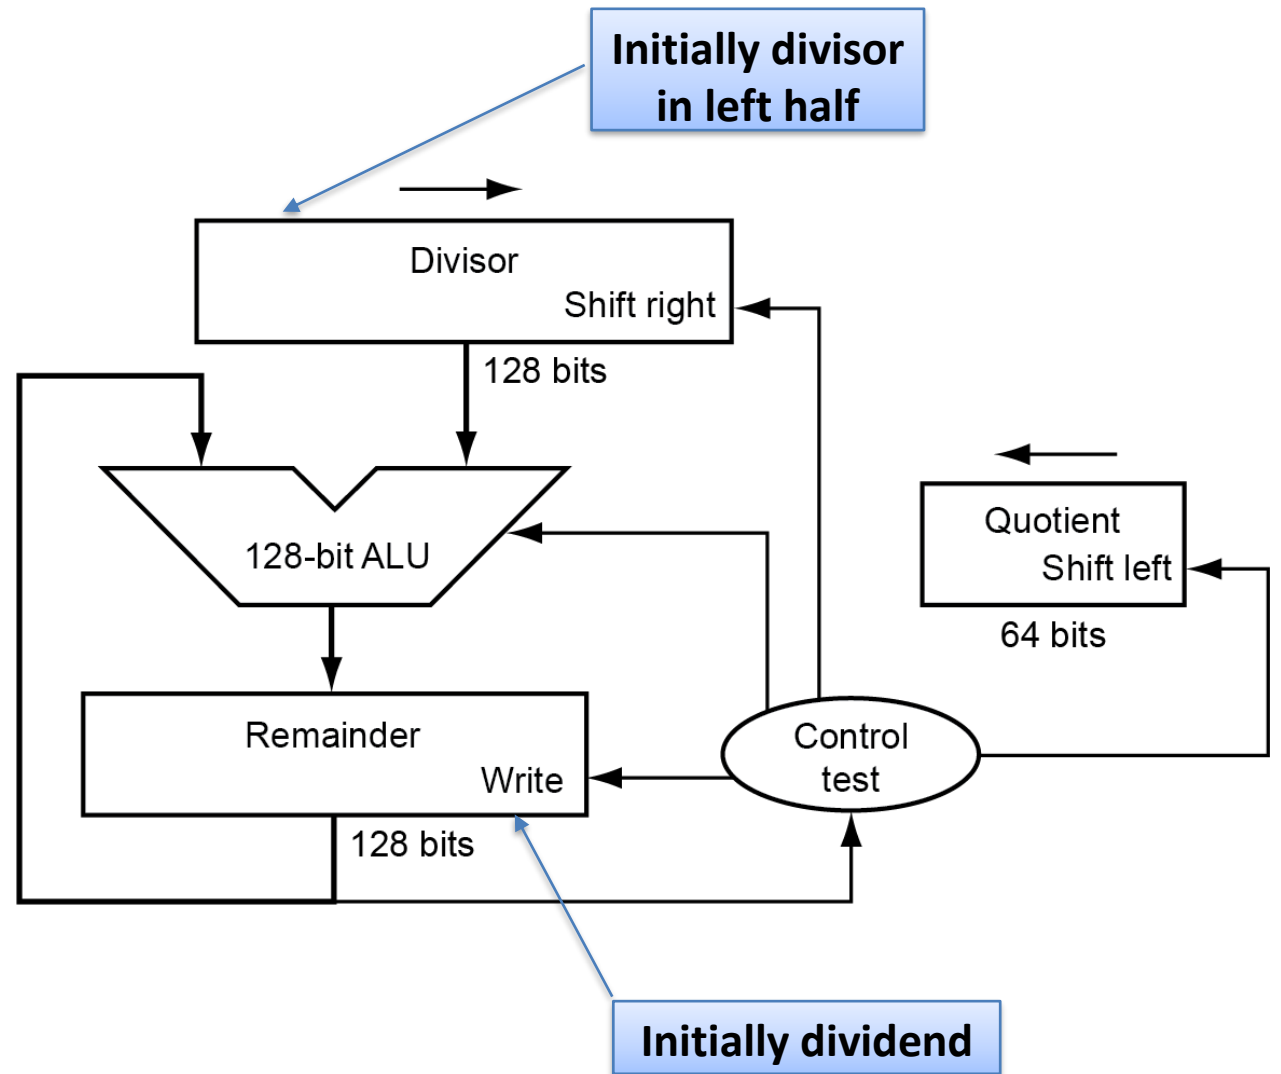 Initially divisor
in left half
Divisor
Shift right
128 bits
128-bit ALU
Quotient
Shift left
64 bits
Remainder
Write
128 bits
Control
test
Initially dividend